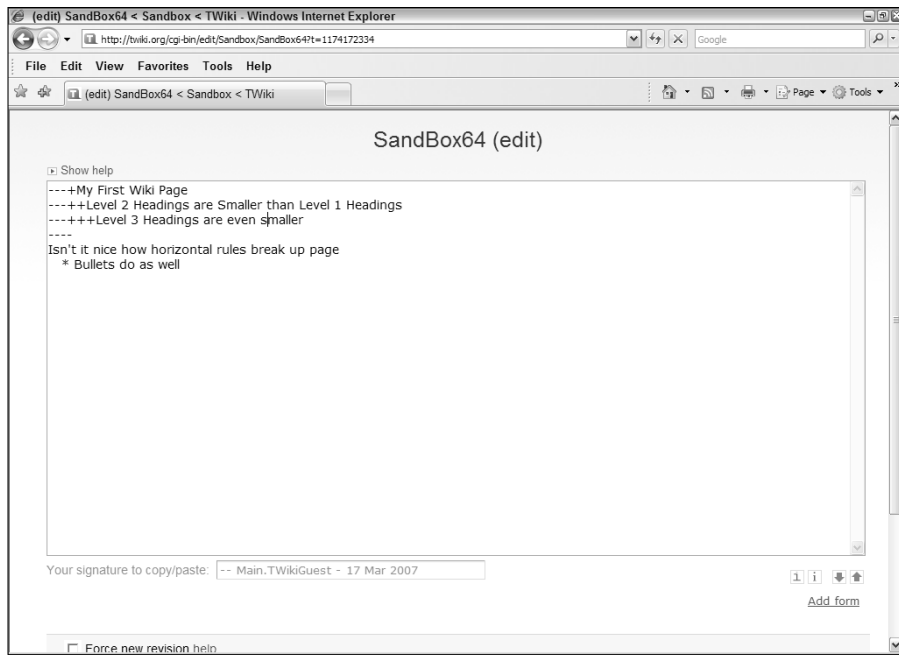 (edit) SandBox64 < Sandbox < TWiki - Windows Internet Explorer
http://twiki.org/cgi-bin/edit/Sandbox/SandBox64?t=1174172334
Google
File Edit View Favorites Tools Help
(edit) SandBox64 < Sandbox < TWiki
Page Tools
SandBox64 (edit)
Show help
---+My First Wiki Page
---++Level 2 Headings are Smaller than Level 1 Headings
---+++Level 3 Headings are even smaller
----
Isn't it nice how horizontal rules break up page
* Bullets do as well
Your signature to copy/paste: -- Main.TWikiGuest - 17 Mar 2007
1 i
Add form
Force new revision help